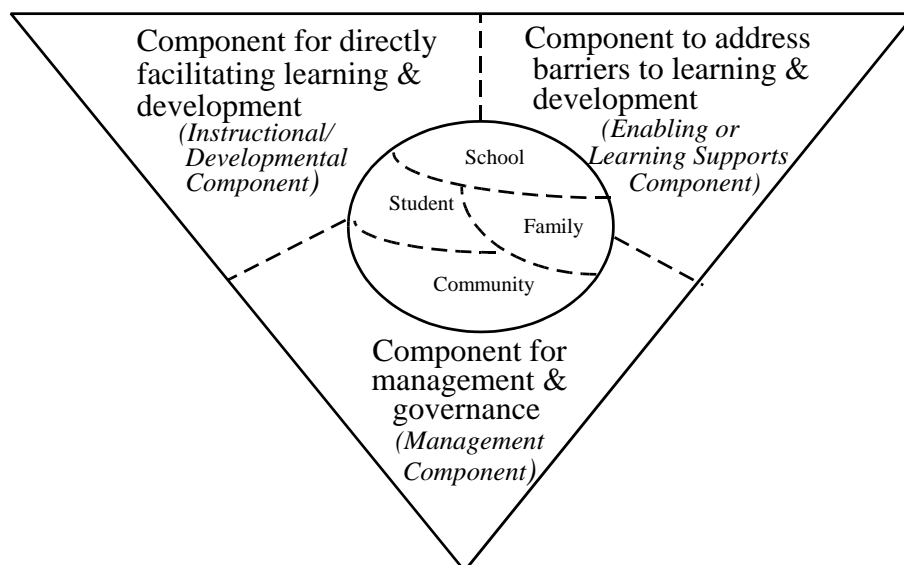 Component for directly
facilitating learning &
development
(Instructional/
Developmental
Component)
Component to address
barriers to learning &
development
(Enabling or
Learning Supports
Component)
School
Student
Family
Community
Component for
management &
governance
(Management
Component)